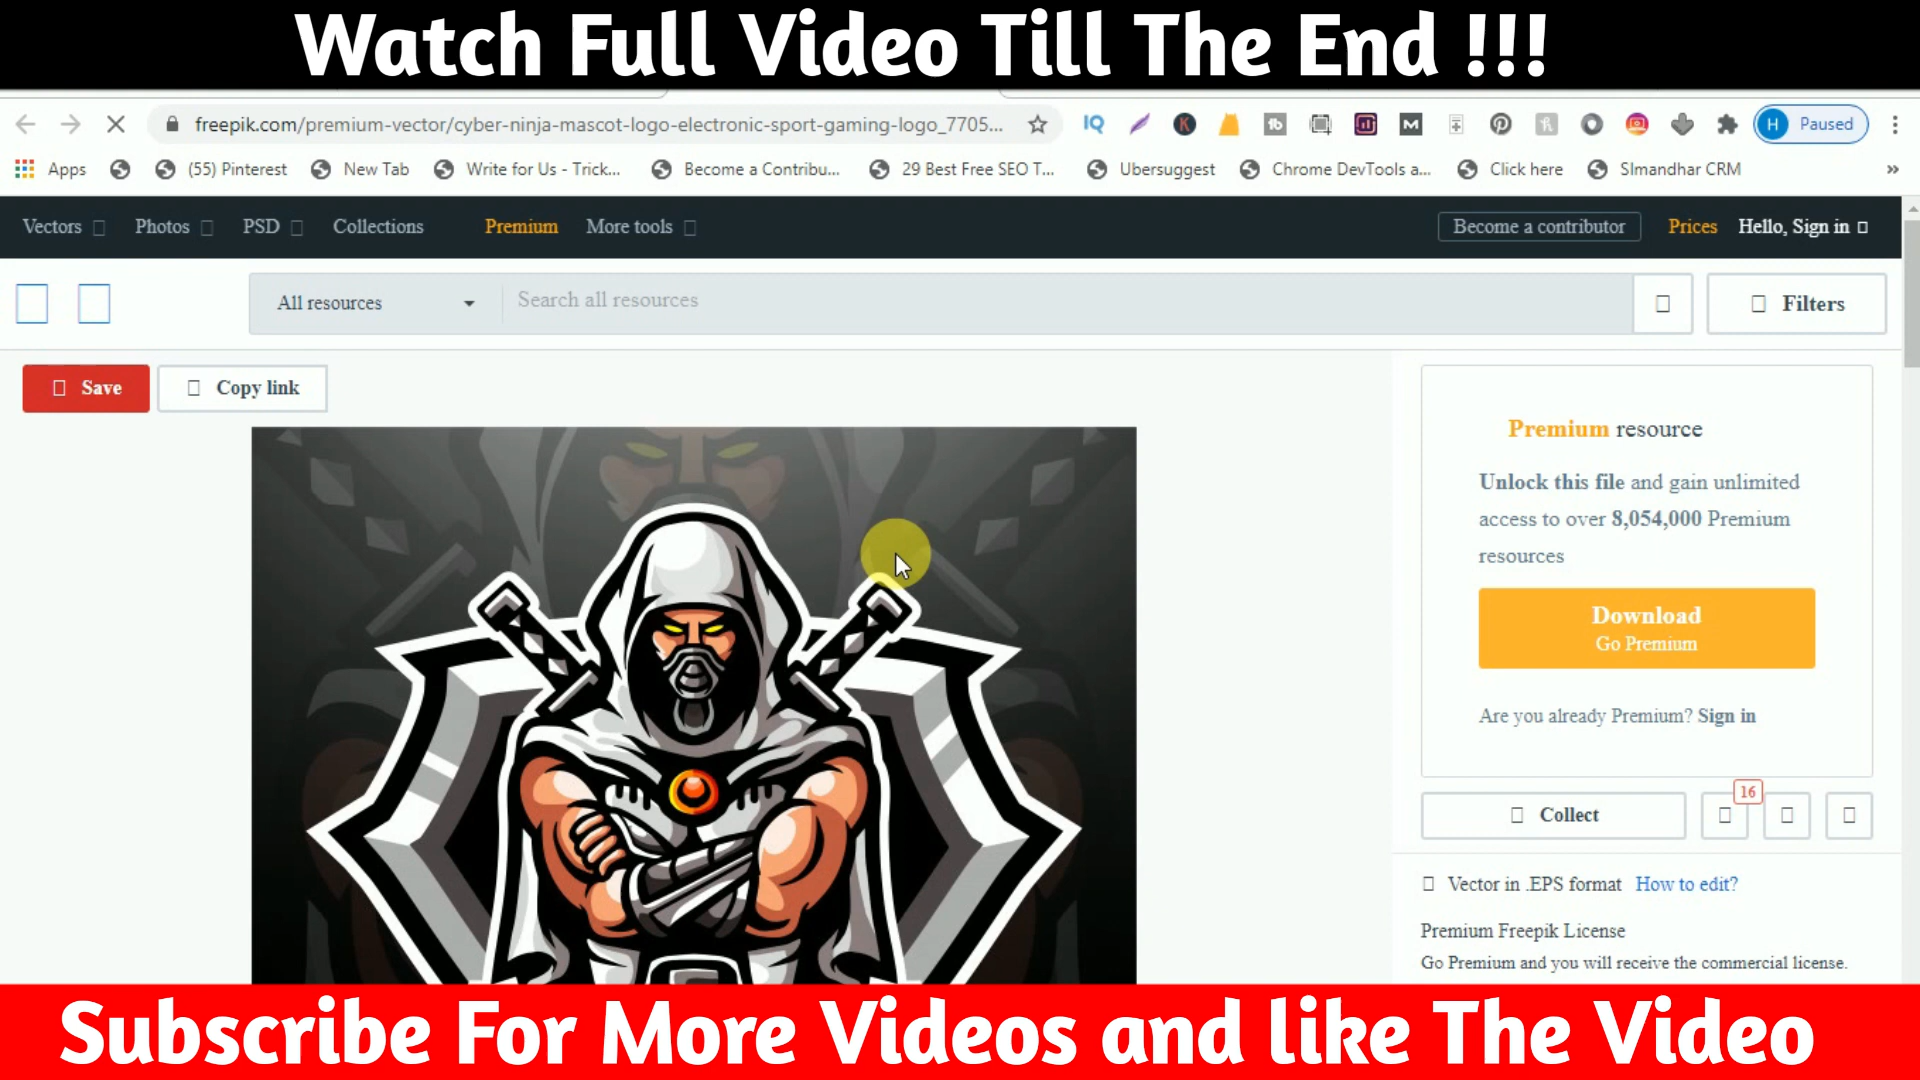 Watch Full Video Till The End !!!
freepik.com/premium-vector/cyber-ninja-mascot-logo-electronic-sport-gaming-logo_7705...
IQ
K
tb
M
H Paused
Apps
(55) Pinterest
New Tab
Write for Us - Trick...
Become a Contribu...
29 Best Free SEO T...
Ubersuggest
Chrome DevTools a...
Click here
SImandhar CRM
»
Vectors
Photos
PSD
Collections
Premium
More tools
Become a contributor
Prices
Hello, Sign in
All resources
Search all resources
Filters
Save
Copy link
Premium resource
Unlock this file and gain unlimited
access to over 8,054,000 Premium
resources
Download
Go Premium
Are you already Premium? Sign in
Collect
16
Vector in .EPS format How to edit?
Premium Freepik License
Go Premium and you will receive the commercial license.
Subscribe For More Videos and like The Video